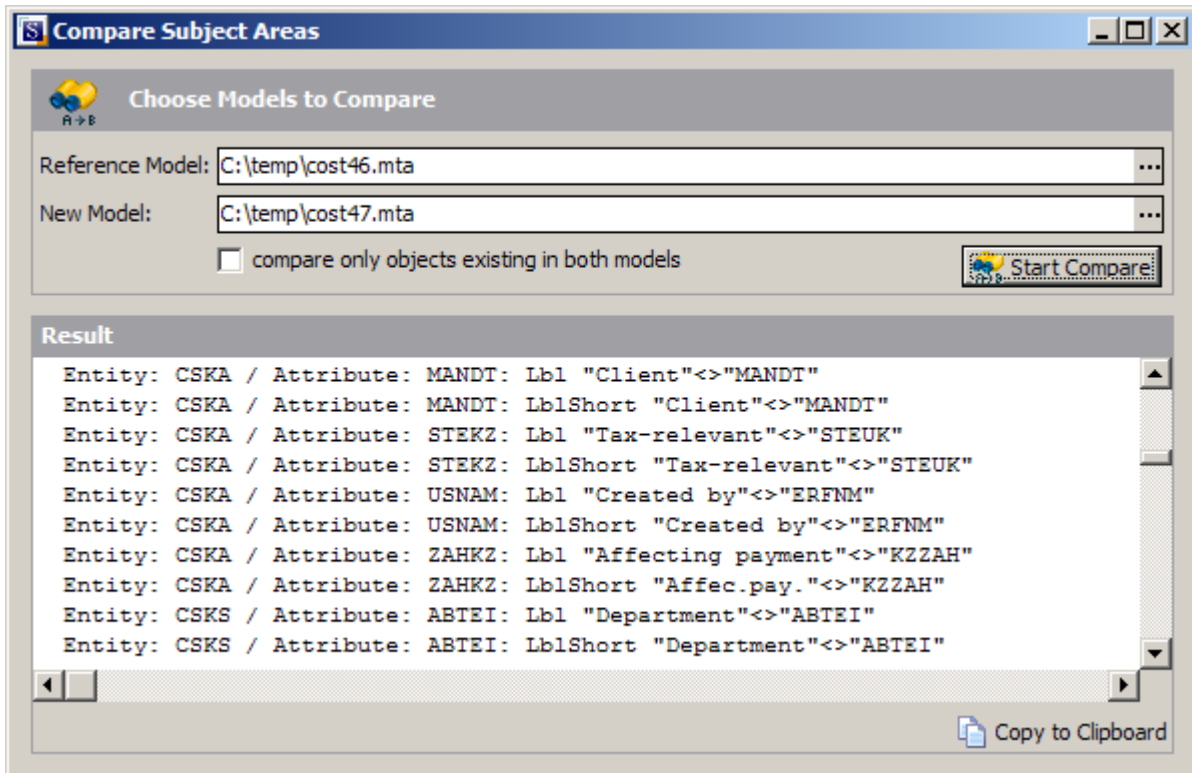 Compare Subject Areas
Choose Models to Compare
A→B
Reference Model: C:\temp\cost46.mta ...
New Model: C:\temp\cost47.mta ...
compare only objects existing in both models
Start Compare
Result
Entity: CSKA / Attribute: MANDT: Lbl "Client"<>"MANDT"
Entity: CSKA / Attribute: MANDT: LblShort "Client"<>"MANDT"
Entity: CSKA / Attribute: STEKZ: Lbl "Tax-relevant"<>"STEUK"
Entity: CSKA / Attribute: STEKZ: LblShort "Tax-relevant"<>"STEUK"
Entity: CSKA / Attribute: USNAM: Lbl "Created by"<>"ERFNM"
Entity: CSKA / Attribute: USNAM: LblShort "Created by"<>"ERFNM"
Entity: CSKA / Attribute: ZAHKZ: Lbl "Affecting payment"<>"KZZAH"
Entity: CSKA / Attribute: ZAHKZ: LblShort "Affec.pay."<>"KZZAH"
Entity: CSKS / Attribute: ABTEI: Lbl "Department"<>"ABTEI"
Entity: CSKS / Attribute: ABTEI: LblShort "Department"<>"ABTEI"
Copy to Clipboard